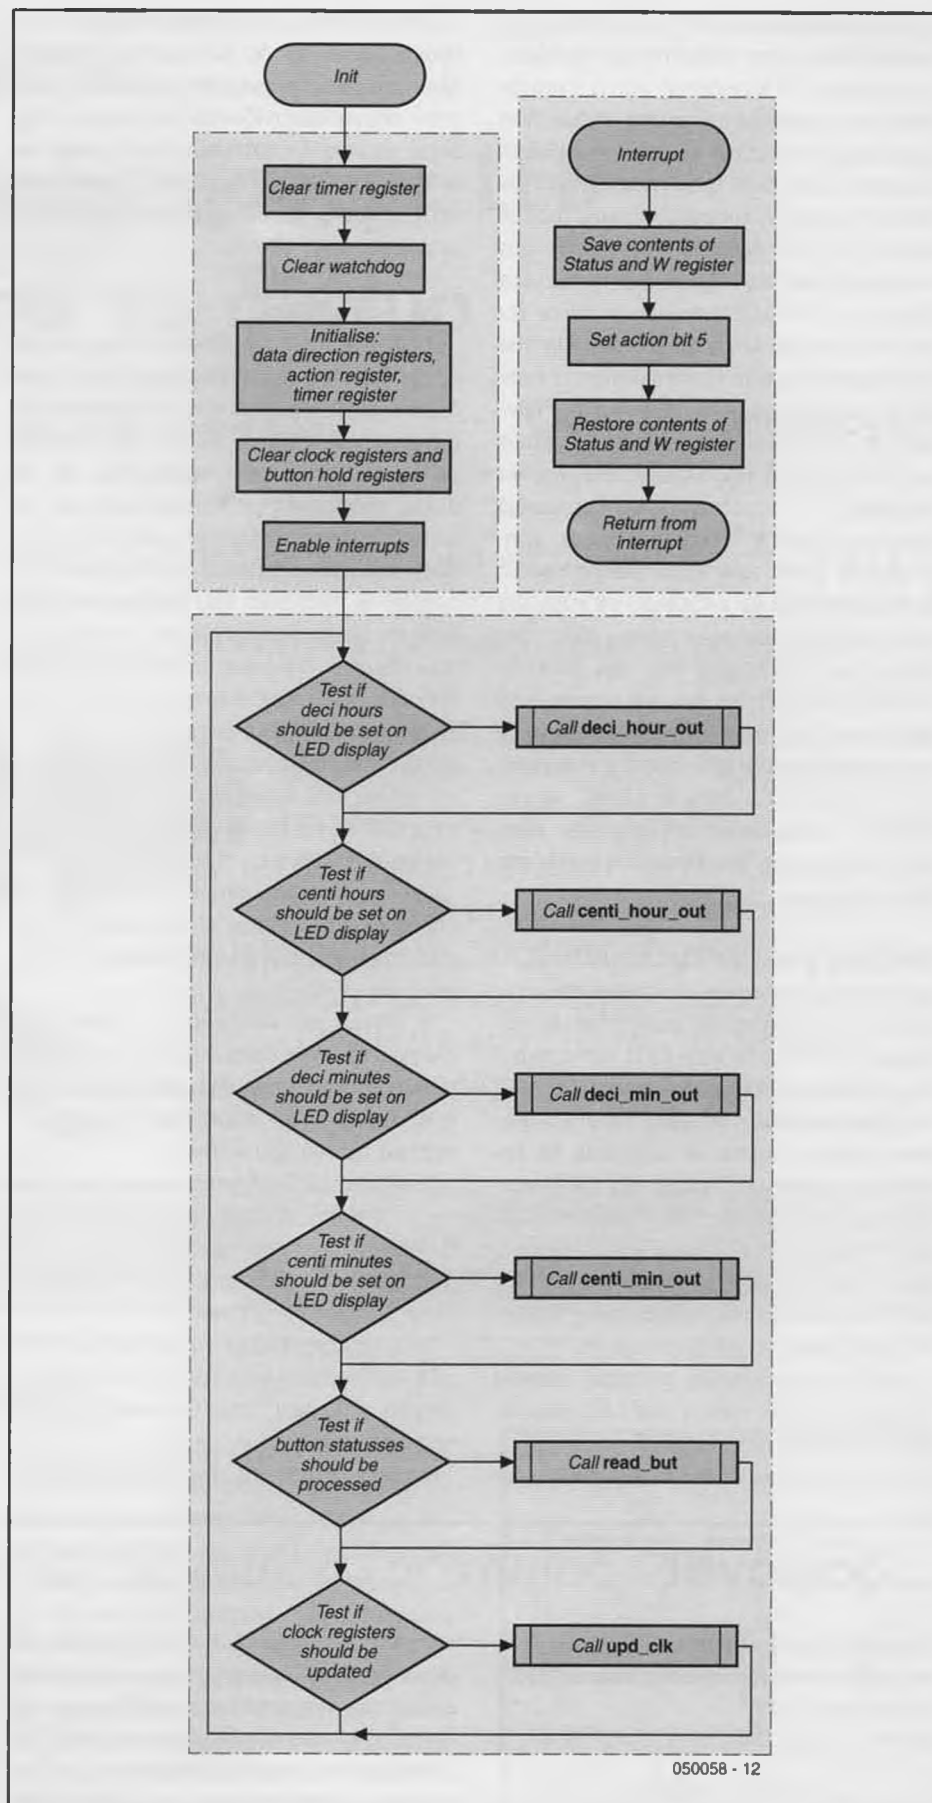 Init
Clear timer register
Clear watchdog
Initialise:
data direction registers,
action register,
timer register
Clear clock registers and
button hold registers
Enable interrupts
Interrupt
Save contents of
Status and W register
Set action bit 5
Restore contents of
Status and W register
Return from
interrupt
Test if
deci hours
should be set on
LED display
Call deci_hour_out
Test if
centi hours
should be set on
LED display
Call centi_hour_out
Test if
deci minutes
should be set on
LED display
Call deci_min_out
Test if
centi minutes
should be set on
LED display
Call centi_min_out
Test if
button statusses
should be
processed
Call read_but
Test if
clock registers
should be
updated
Call upd_clk
050058 - 12